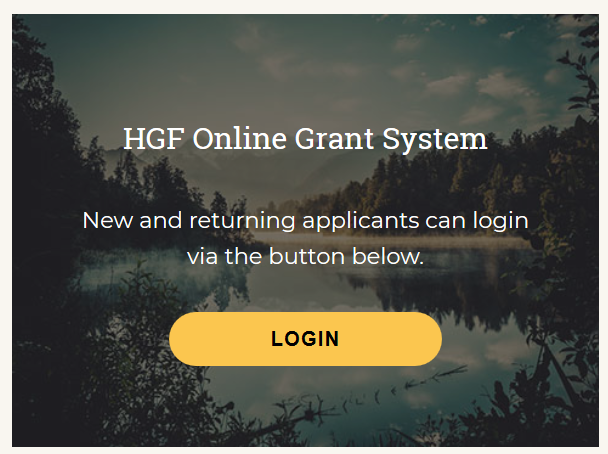 HGF Online Grant System
New and returning applicants can login
via the button below.
LOGIN